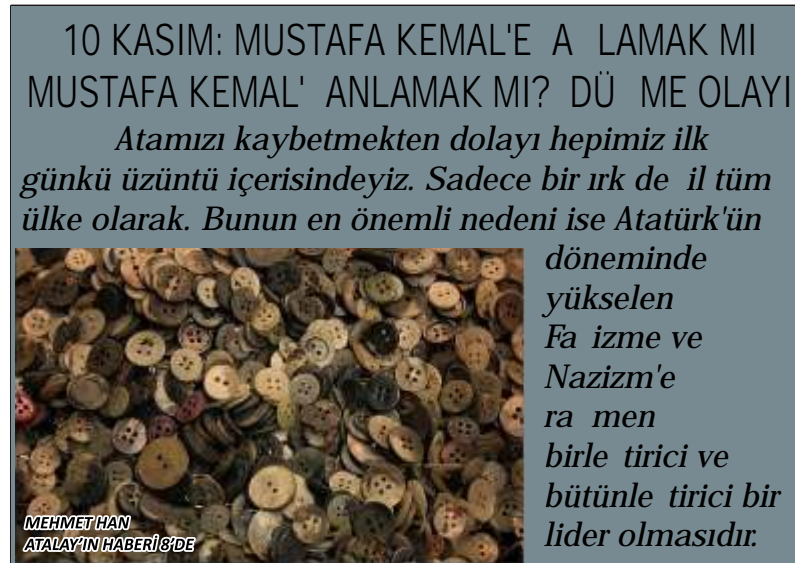 10 KASIM: MUSTAFA KEMAL'E A LAMAK MI
MUSTAFA KEMAL' ANLAMAK MI? DÜ ME OLAYI
Atamızı kaybetmekten dolayı hepimiz ilk
günkü üzüntü içerisindeyiz. Sadece bir ırk de il tüm
ülke olarak. Bunun en önemli nedeni ise Atatürk'ün
döneminde
yükselen
Fa izme ve
Nazizm'e
ra men
birle tirici ve
bütünle tirici bir
lider olmasıdır.
MEHMET HAN
ATALAY'IN HABERİ 8'DE